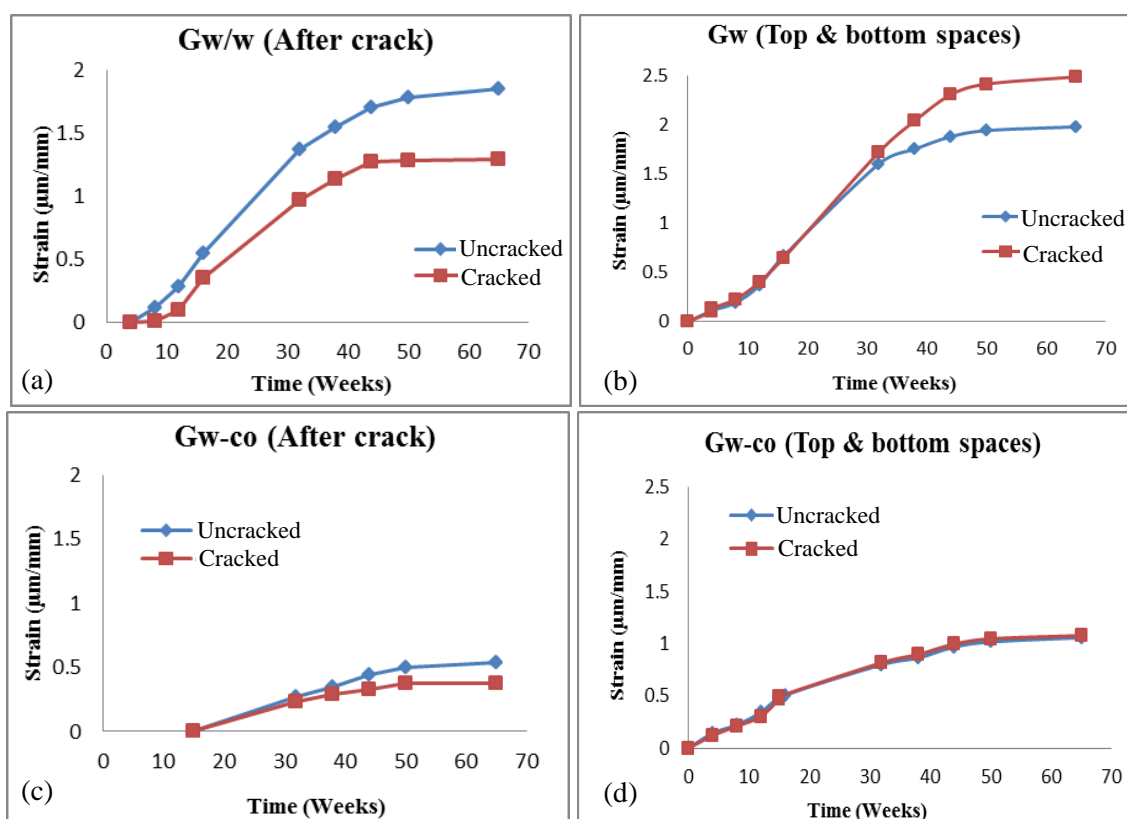 Gw/w (After crack)
2
1.5
1
0.5
0
Strain (µm/mm)
Uncracked
Cracked
0 10 20 30 40 50 60 70
Time (Weeks)
(a)
Gw (Top & bottom spaces)
2.5
2
1.5
1
0.5
0
Strain (µm/mm)
Uncracked
Cracked
0 10 20 30 40 50 60 70
Time (Weeks)
(b)
Gw-co (After crack)
2
1.5
1
0.5
0
Strain (µm/mm)
Uncracked
Cracked
0 10 20 30 40 50 60 70
Time (Weeks)
(c)
Gw-co (Top & bottom spaces)
2.5
2
1.5
1
0.5
0
Strain (µm/mm)
Uncracked
Cracked
0 10 20 30 40 50 60 70
Time (Weeks)
(d)